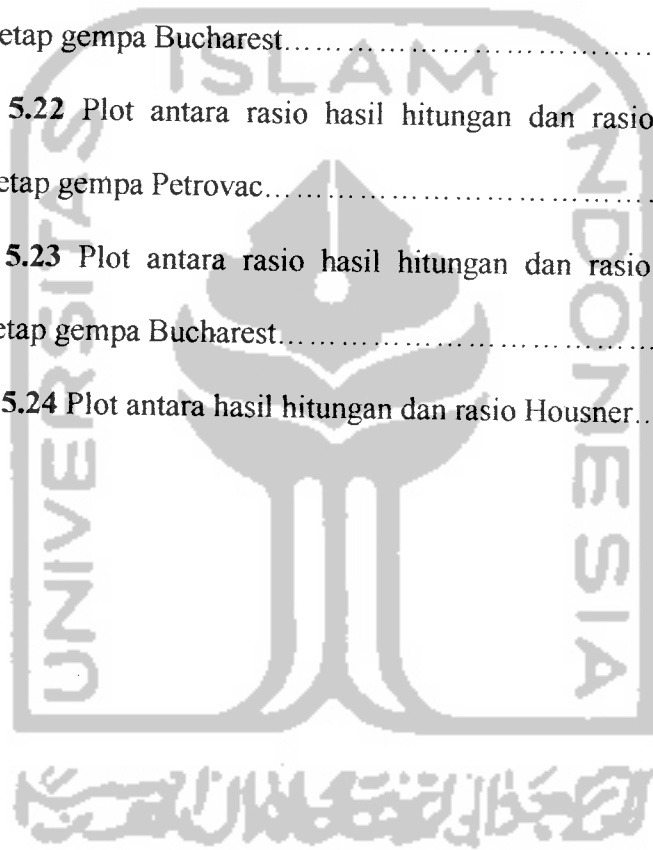 etap gempa Bucharest
5.22 Plot antara rasio hasil hitungan dan rasio
etap gempa Petrovac
5.23 Plot antara rasio hasil hitungan dan rasio
etap gempa Bucharest
5.24 Plot antara hasil hitungan dan rasio Housner
ISLAM
UNIVERSITAS
INDONESIA